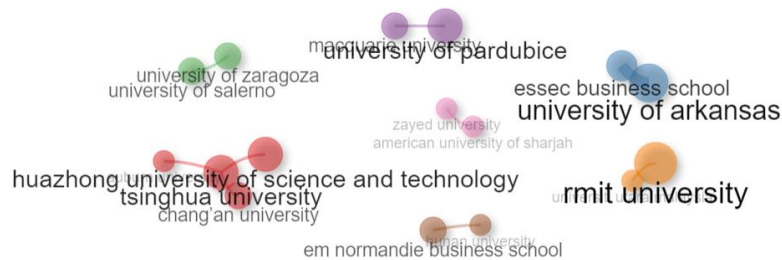 macquarie university
university of pardubice
university of zaragoza
university of salerno
essec business school
university of arkansas
zayed university
american university of sharjah
huazhong university of science and technology
tsinghua university
chang'an university
rmit university
hunan university
em normandie business school